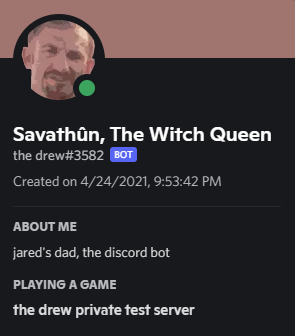 Savathûn, The Witch Queen
the drew#3582 BOT
Created on 4/24/2021, 9:53:42 PM
ABOUT ME
jared's dad, the discord bot
PLAYING A GAME
the drew private test server